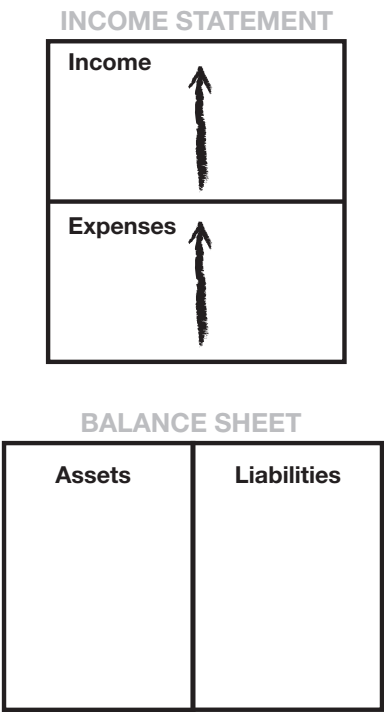 INCOME STATEMENT
Income
Expenses
BALANCE SHEET
Assets Liabilities